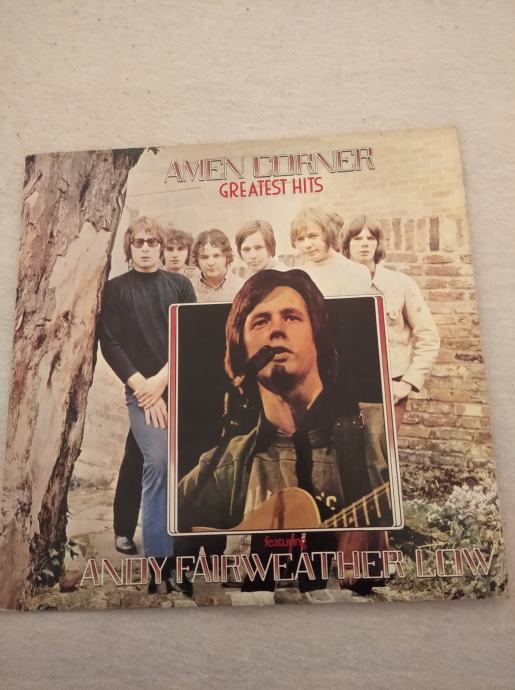 AMEN CORNER
GREATEST HITS
featuring
ANDY FAIRWEATHER LOW